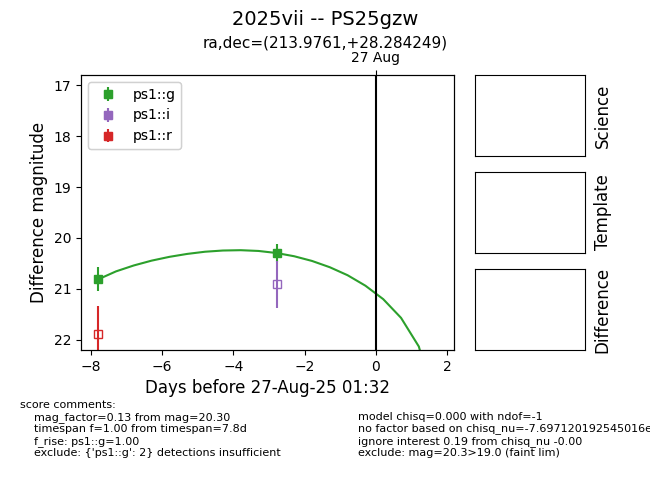 2025vii -- PS25gzw
ra,dec=(213.9761,+28.284249)
27 Aug
ps1::g
ps1::i
ps1::r
17
18
19
20
21
22
Difference magnitude
−8
−6
−4
−2
0
2
Days before 27-Aug-25 01:32
Science
Template
Difference
score comments:
mag_factor=0.13 from mag=20.30
timespan f=1.00 from timespan=7.8d
f_rise: ps1::g=1.00
exclude: {'ps1::g': 2} detections insufficient
model chisq=0.000 with ndof=-1
no factor based on chisq_nu=-7.697120192545016e
ignore interest 0.19 from chisq_nu -0.00
exclude: mag=20.3>19.0 (faint lim)